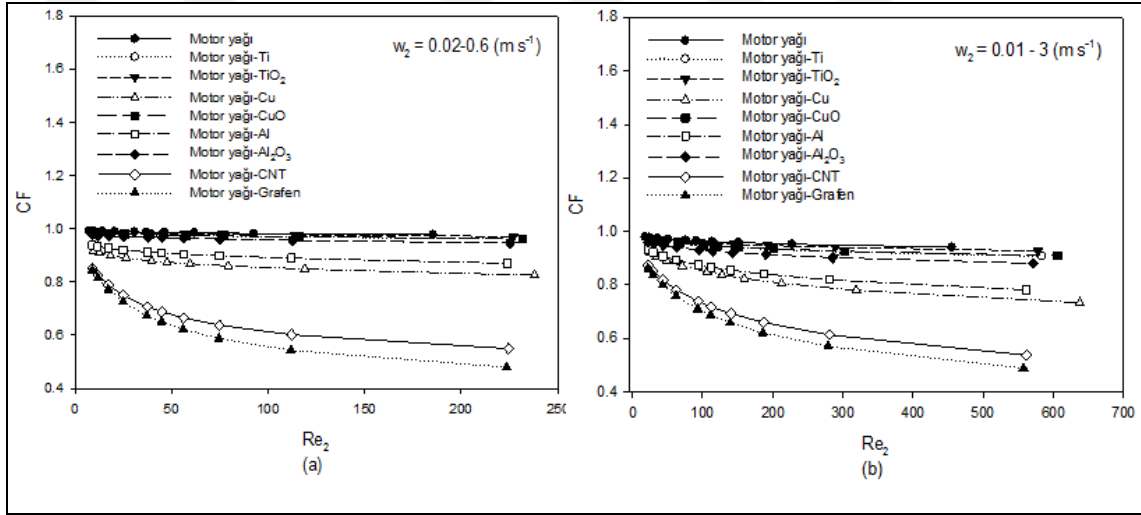 1.8
1.6
1.4
1.2
1.0
0.8
0.6
0.4
CF
Motor yağı
Motor yağı-Ti
Motor yağı-TiO₂
Motor yağı-Cu
Motor yağı-CuO
Motor yağı-Al
Motor yağı-Al₂O₃
Motor yağı-CNT
Motor yağı-Grafen
w₂ = 0.02-0.6 (m s⁻¹)
0 50 100 150 200 25
Re₂
(a)
1.8
1.6
1.4
1.2
1.0
0.8
0.6
0.4
CF
Motor yağı
Motor yağı-Ti
Motor yağı-TiO₂
Motor yağı-Cu
Motor yağı-CuO
Motor yağı-Al
Motor yağı-Al₂O₃
Motor yağı-CNT
Motor yağı-Grafen
w₂ = 0.01 - 3 (m s⁻¹)
0 100 200 300 400 500 600 700
Re₂
(b)